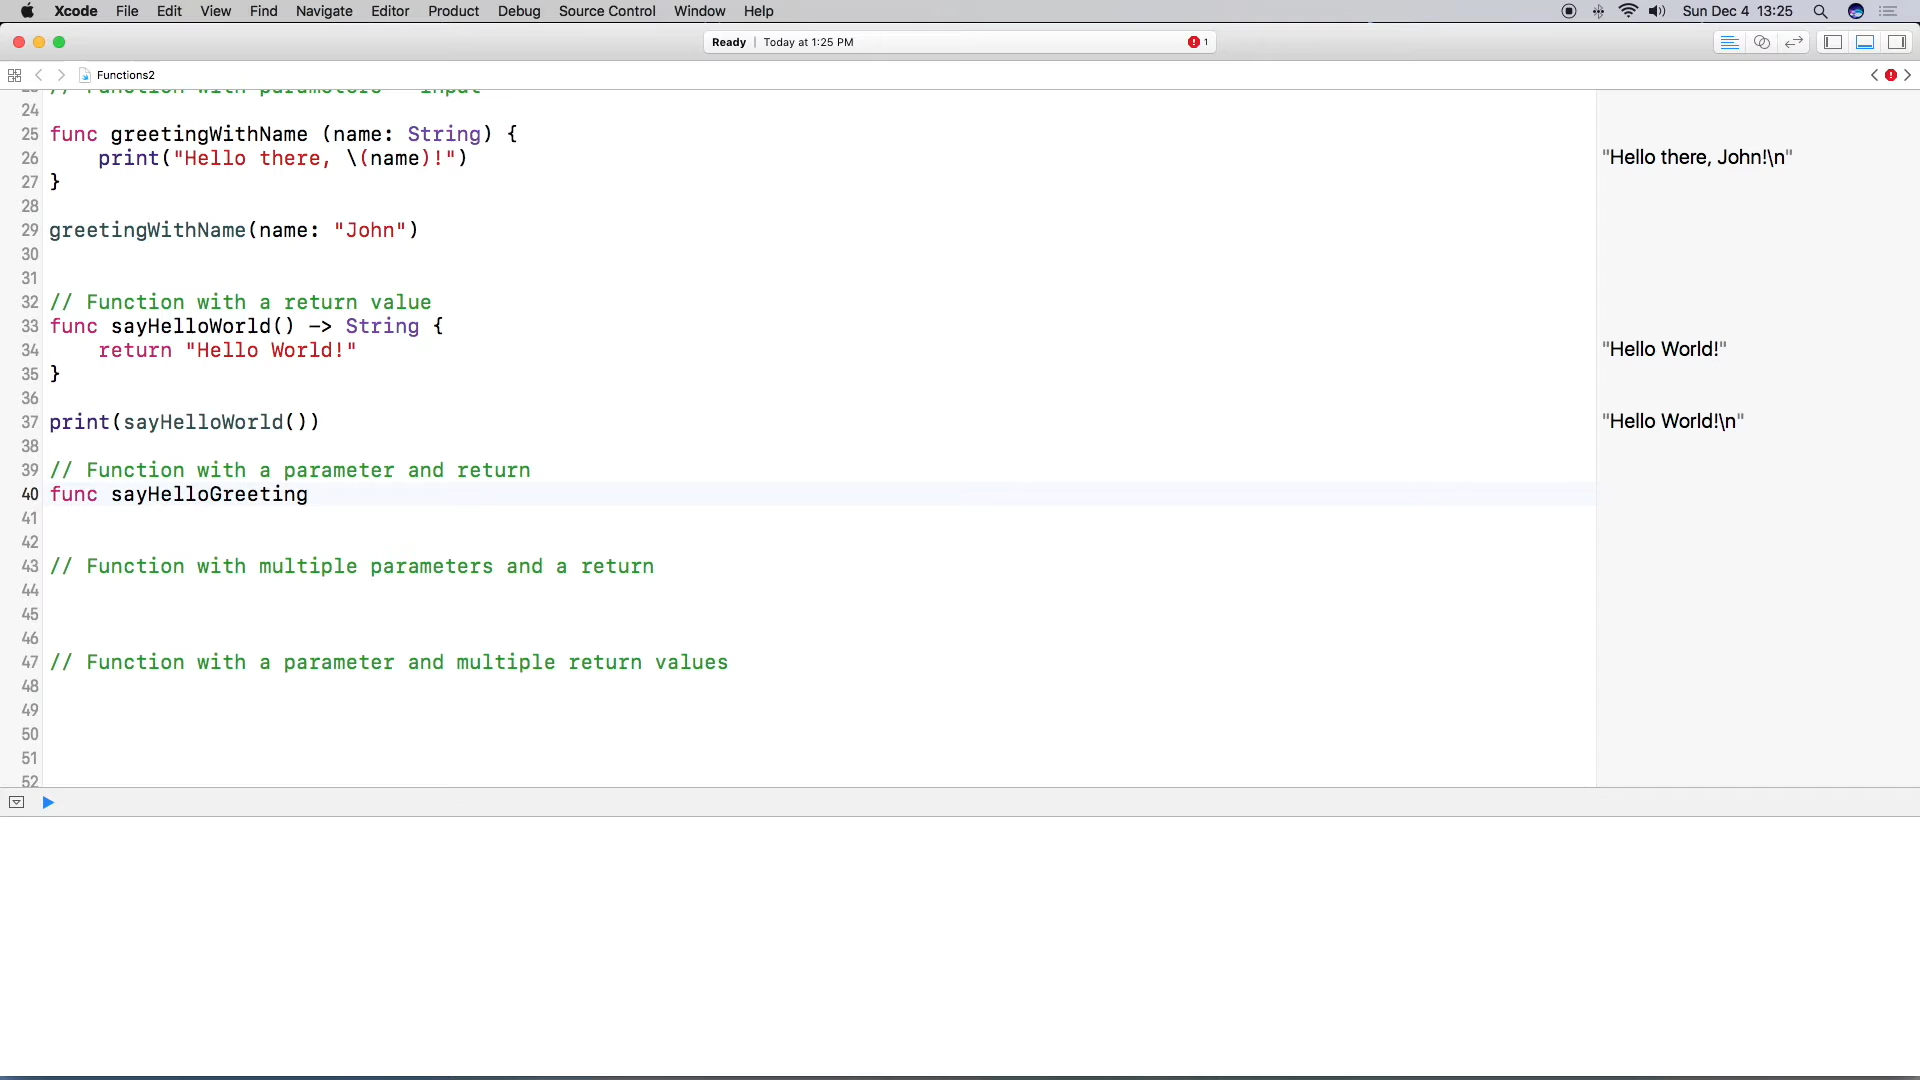 Xcode File Edit View Find Navigate Editor Product Debug Source Control Window Help Sun Dec 4 13:25
Ready | Today at 1:25 PM 1
Functions2
23 // Function with parameters - input
24
25 func greetingWithName (name: String) {
26 print("Hello there, \(name)!") "Hello there, John!\n"
27 }
28
29 greetingWithName(name: "John")
30
31
32 // Function with a return value
33 func sayHelloWorld() -> String {
34 return "Hello World!" "Hello World!"
35 }
36
37 print(sayHelloWorld()) "Hello World!\n"
38
39 // Function with a parameter and return
40 func sayHelloGreeting
41
42
43 // Function with multiple parameters and a return
44
45
46
47 // Function with a parameter and multiple return values
48
49
50
51
52